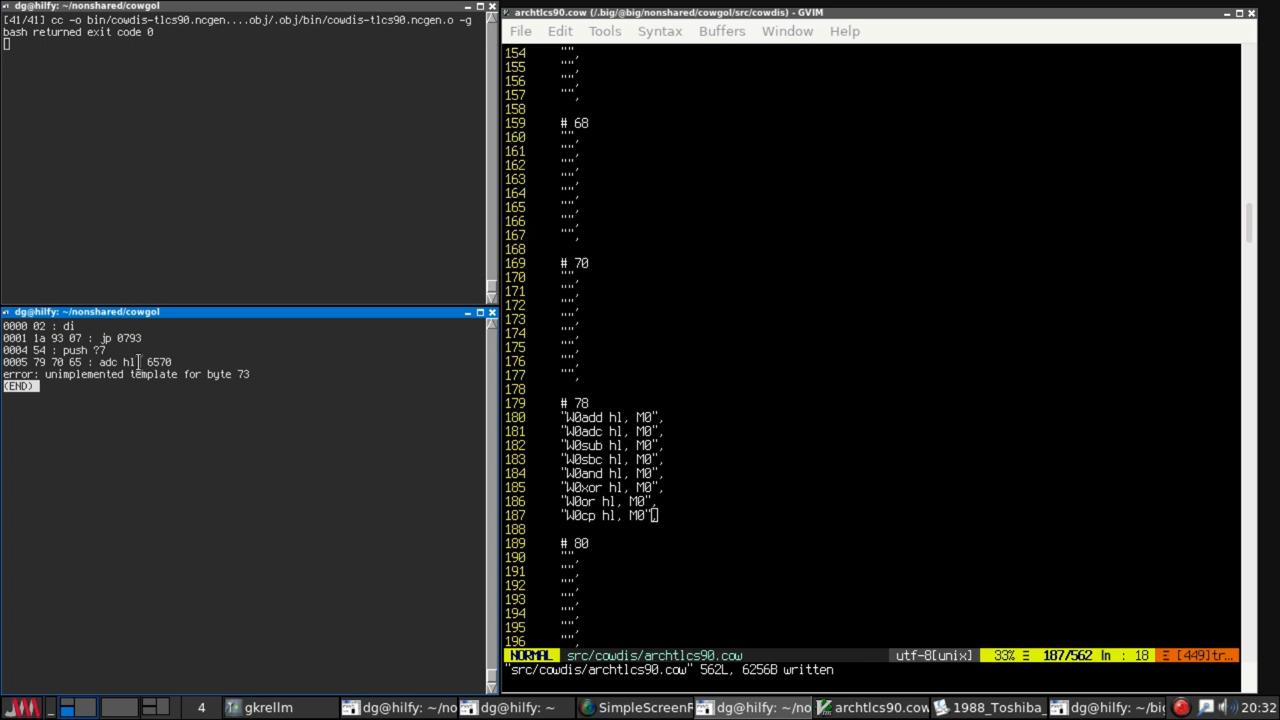 dg@hilfy: ~/nonshared/cowgol
[41/41] cc -o bin/cowdis-tlcs90.ncgen....obj/.obj/bin/cowdis-tlcs90.ncgen.o -g
bash returned exit code 0
dg@hilfy: ~/nonshared/cowgol
0000 02 : di
0001 1a 93 07 : jp 0793
0004 54 : push ?7
0005 79 70 65 : adc hl, 6570
error: unimplemented template for byte 73
(END)
archtlcs90.cow (/.big/@big/nonshared/cowgol/src/cowdis) - GVIM
File Edit Tools Syntax Buffers Window Help
154 "",
155 "",
156 "",
157 "",
158
159 # 68
160 "",
161 "",
162 "",
163 "",
164 "",
165 "",
166 "",
167 "",
168
169 # 70
170 "",
171 "",
172 "",
173 "",
174 "",
175 "",
176 "",
177 "",
178
179 # 78
180 "W0add hl, M0",
181 "W0adc hl, M0",
182 "W0sub hl, M0",
183 "W0sbc hl, M0",
184 "W0and hl, M0",
185 "W0xor hl, M0",
186 "W0or hl, M0",
187 "W0cp hl, M0",
188
189 # 80
190 "",
191 "",
192 "",
193 "",
194 "",
195 "",
196 "",
NORMAL src/cowdis/archtlcs90.cow utf-8[unix] 33% Ξ 187/562 ln : 18 Ξ [449]tr…
"src/cowdis/archtlcs90.cow" 562L, 6256B written
4 gkrellm dg@hilfy: ~/no dg@hilfy: ~ SimpleScreenR dg@hilfy: ~/no archtlcs90.cow 1988_Toshiba_ dg@hilfy: ~/big 20:32